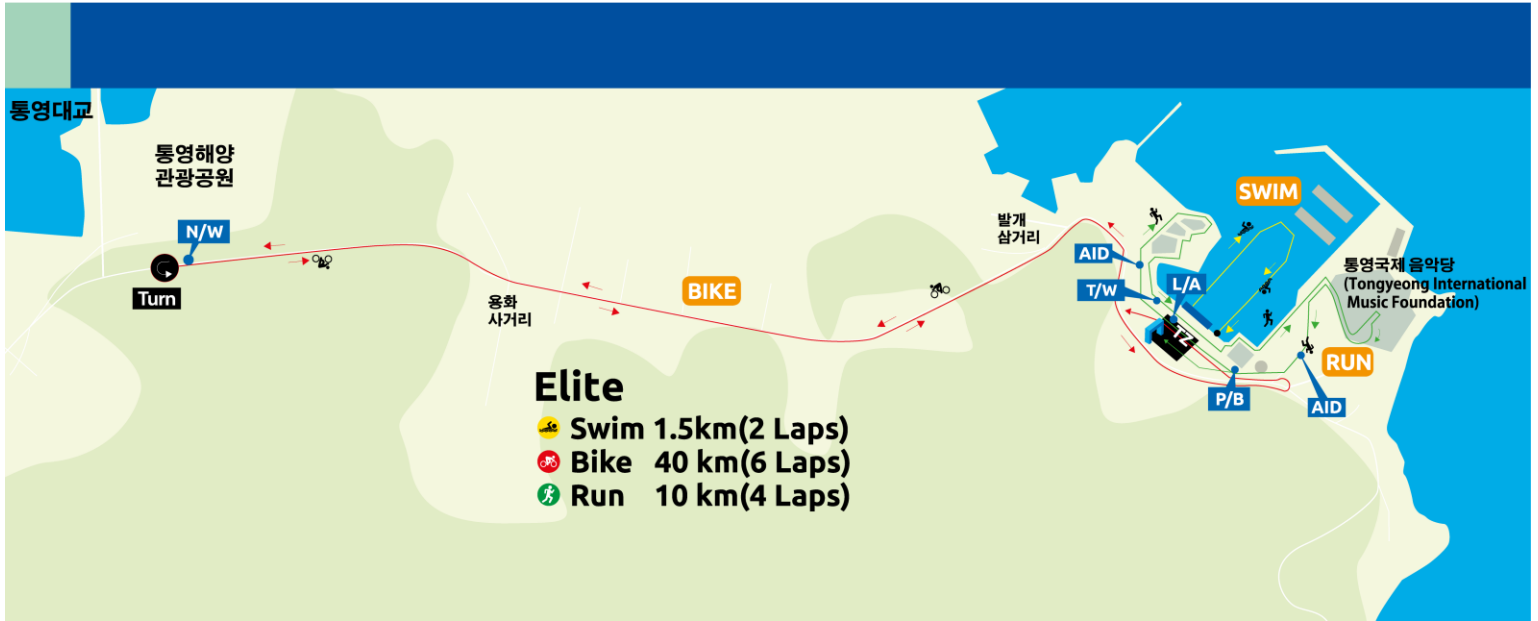 통영대교
통영해양
관광공원
N/W
Turn
용화
사거리
BIKE
발개
삼거리
SWIM
AID
T/W
L/A
TZ
통영국제 음악당
(Tongyeong International
Music Foundation)
RUN
P/B
AID
Elite
Swim 1.5km(2 Laps)
Bike 40 km(6 Laps)
Run 10 km(4 Laps)